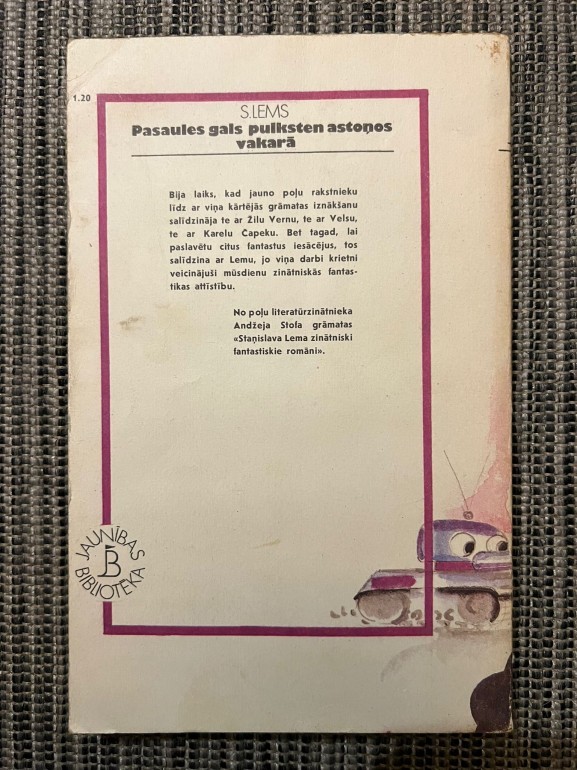 1.20
S.LEMS
Pasaules gals pulksten astoņos
vakarā
Bija laiks, kad jauno poļu rakstnieku
līdz ar viņa kārtējās grāmatas iznākšanu
salīdzināja te ar Žilu Vernu, te ar Velsu,
te ar Karelu Čapeku. Bet tagad, lai
paslavētu citus fantastus iesācējus, tos
salīdzina ar Lemu, jo viņa darbi krietni
veicinājuši mūsdienu zinātniskās fantas-
tikas attīstību.
No poļu literatūrzinātnieka
Andžeja Stofa grāmatas
«Staņislava Lema zinātniski
fantastiskie romāni».
JAUNĪBAS
JB
BIBLIOTĒKA